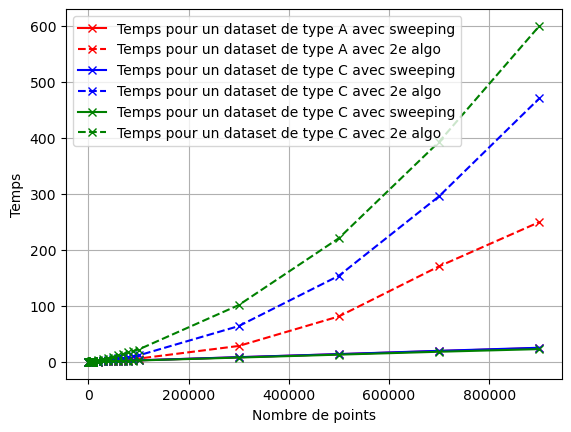 Temps pour un dataset de type A avec sweeping
Temps pour un dataset de type A avec 2e algo
Temps pour un dataset de type C avec sweeping
Temps pour un dataset de type C avec 2e algo
Temps pour un dataset de type C avec sweeping
Temps pour un dataset de type C avec 2e algo
600
500
400
300
200
100
0
Temps
0 200000 400000 600000 800000
Nombre de points